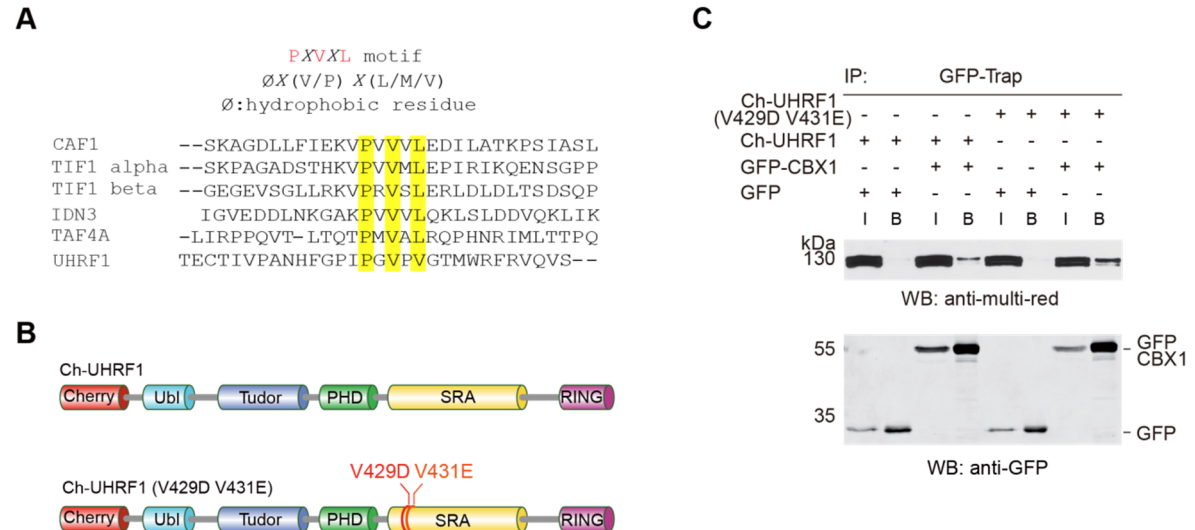 A
PXVXL motif
ØX(V/P) X(L/M/V)
Ø:hydrophobic residue
CAF1 --SKAGDLLFIEKVPVVVLEDILATKPSIASL
TIF1 alpha --SKPAGADSTHKVPVVMLEPIRIKQENSGPP
TIF1 beta --GEGEVSGLLRKVPRVSLERLDLDLTSDSQP
IDN3 IGVEDDLNKGAKPVVVLQKLSLDDVQKLIK
TAF4A -LIRPPQVT-LTQTPMVALRQPHNRIMLTTPQ
UHRF1 TECTIVPANHFGPIPGVPVGTMWRFRVQVS--
B
Ch-UHRF1
Cherry Ubl Tudor PHD SRA RING
V429D V431E
Ch-UHRF1 (V429D V431E)
Cherry Ubl Tudor PHD SRA RING
C
IP: GFP-Trap
Ch-UHRF1
(V429D V431E) - - - - + + + +
Ch-UHRF1 + + + + - - - -
GFP-CBX1 - - + + - - + +
GFP + + - - + + - -
I B I B I B I B
kDa
130
WB: anti-multi-red
55
35
GFP
CBX1
GFP
WB: anti-GFP